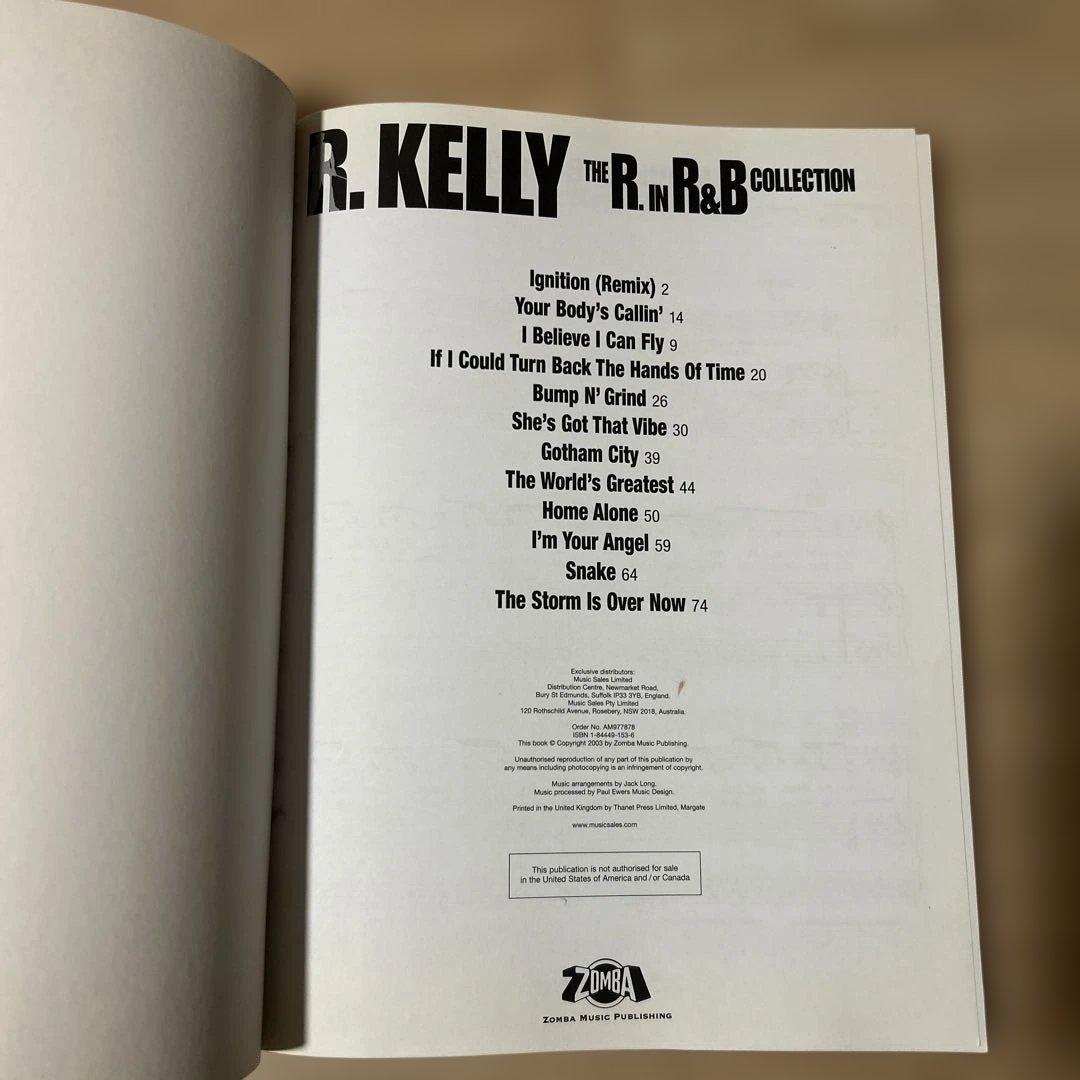 R. KELLY THE R. IN R&B COLLECTION
Ignition (Remix) 2
Your Body's Callin' 14
I Believe I Can Fly 9
If I Could Turn Back The Hands Of Time 20
Bump N' Grind 26
She's Got That Vibe 30
Gotham City 39
The World's Greatest 44
Home Alone 50
I'm Your Angel 59
Snake 64
The Storm Is Over Now 74
Exclusive distributors:
Music Sales Limited
Distribution Centre, Newmarket Road,
Bury St Edmunds, Suffolk IP33 3YB, England.
Music Sales Pty Limited
120 Rothschild Avenue, Rosebery, NSW 2018, Australia.
Order No. AM977878
ISBN 1-84449-153-6
This book © Copyright 2003 by Zomba Music Publishing.
Unauthorised reproduction of any part of this publication by
any means including photocopying is an infringement of copyright.
Music arrangements by Jack Long.
Music processed by Paul Ewers Music Design.
Printed in the United Kingdom by Thanet Press Limited, Margate
www.musicsales.com
This publication is not authorised for sale
in the United States of America and / or Canada
ZOMBA
ZOMBA MUSIC PUBLISHING